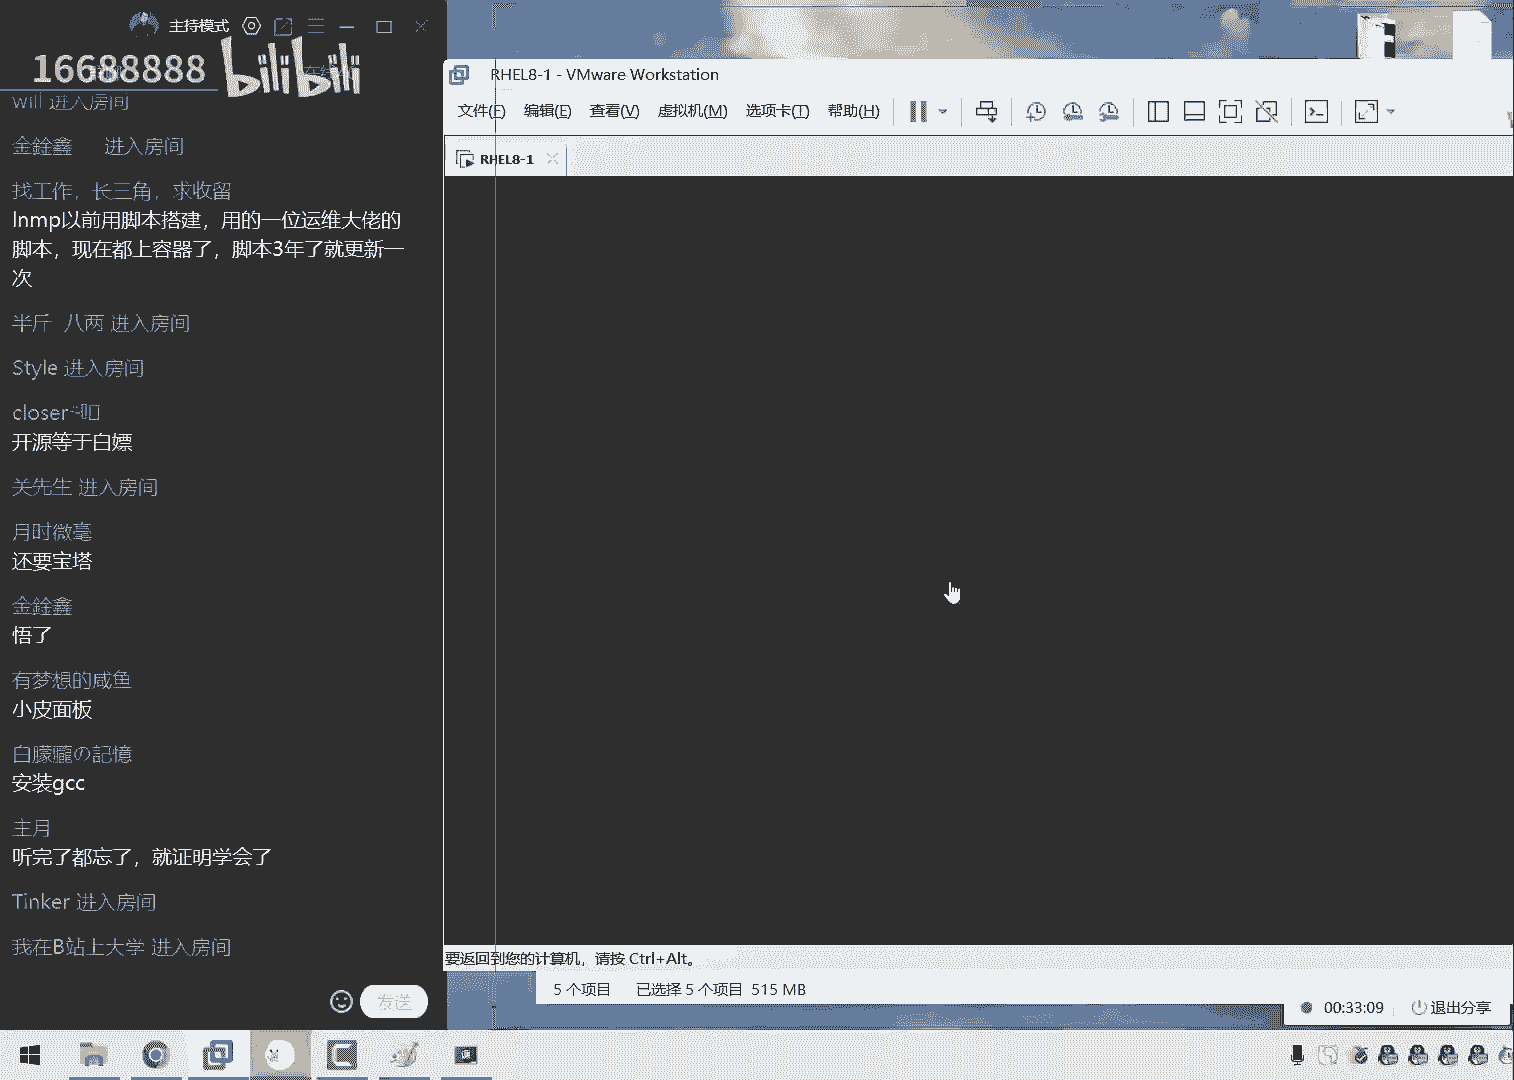 主持模式
16688888 bilibili
will 进入房间
金銓鑫 进入房间
找工作，长三角，求收留
lnmp以前用脚本搭建，用的一位运维大佬的
脚本，现在都上容器了，脚本3年了就更新一
次
半斤 八两 进入房间
Style 进入房间
closer
开源等于白嫖
关先生 进入房间
月时微毫
还要宝塔
金銓鑫
悟了
有梦想的咸鱼
小皮面板
白朦朧の記憶
安装gcc
主月
听完了都忘了，就证明学会了
Tinker 进入房间
我在B站上大学 进入房间
发送
RHEL8-1 - VMware Workstation
文件(F) 编辑(E) 查看(V) 虚拟机(M) 选项卡(T) 帮助(H)
RHEL8-1
要返回到您的计算机，请按 Ctrl+Alt。
5 个项目 已选择 5 个项目 515 MB
00:33:09 退出分享